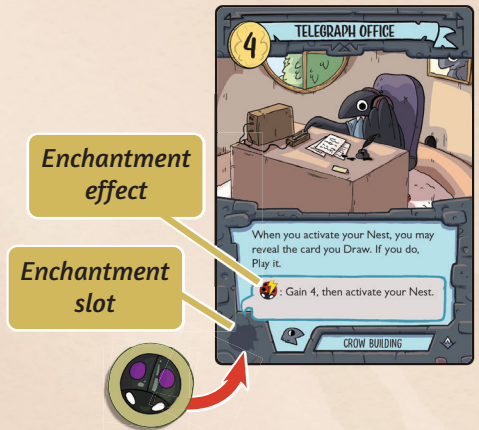 4
TELEGRAPH OFFICE
Enchantment
effect
When you activate your Nest, you may
reveal the card you Draw. If you do,
Play it.
: Gain 4, then activate your Nest.
Enchantment
slot
CROW BUILDING